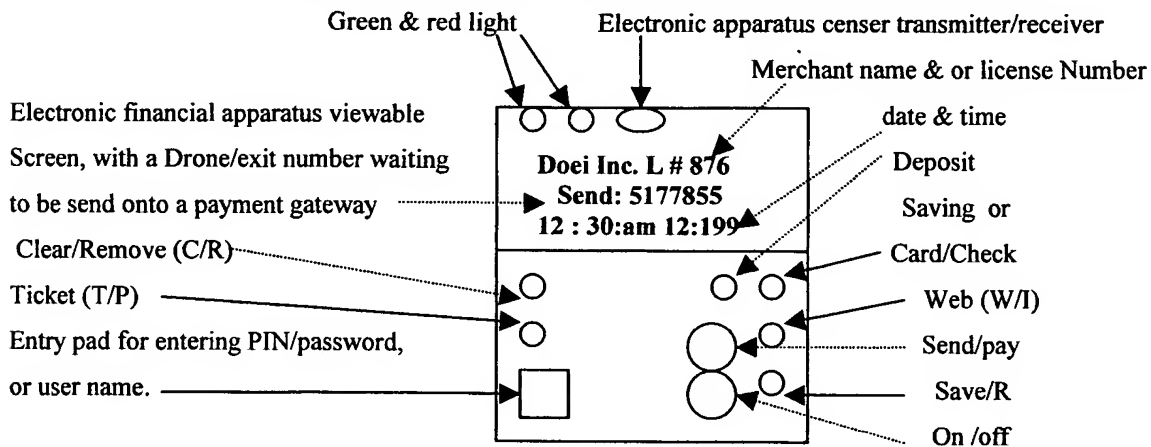 Green & red light
Electronic apparatus censer transmitter/receiver
Merchant name & or license Number
Electronic financial apparatus viewable
Screen, with a Drone/exit number waiting
to be send onto a payment gateway
Clear/Remove (C/R)
Ticket (T/P)
Entry pad for entering PIN/password,
or user name.
Doei Inc. L # 876
Send: 5177855
12 : 30:am 12:199
date & time
Deposit
Saving or
Card/Check
Web (W/I)
Send/pay
Save/R
On /off